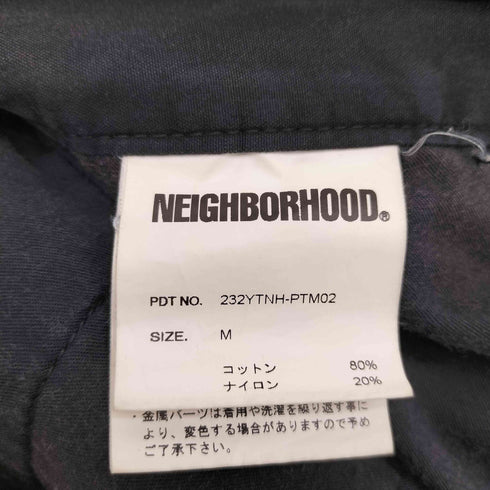 NEIGHBORHOOD®
PDT NO. 232YTNH-PTM02
SIZE. M
コットン 80%
ナイロン 20%
・金属パーツは着用や洗濯を繰り返す事に
より、変色する場合がありますので予め
ご了承下さい。